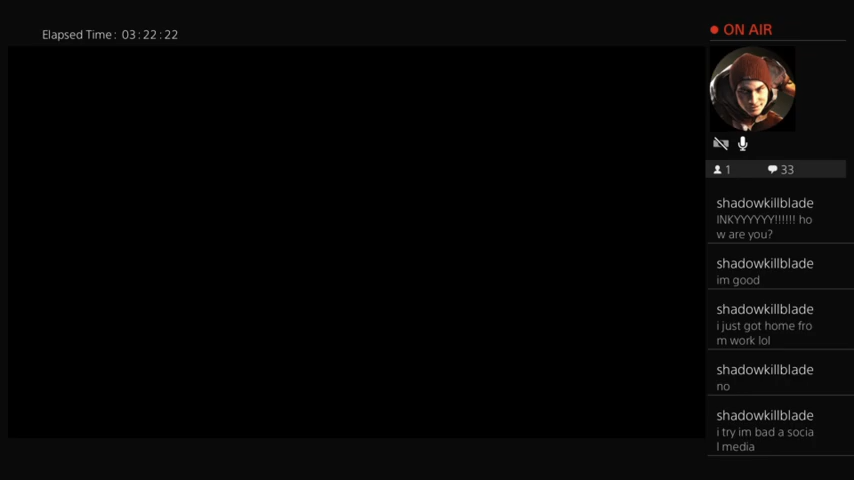 Elapsed Time: 03:22:22
ON AIR
1 33
shadowkillblade
INKYYYYYY!!!!!! ho
w are you?
shadowkillblade
im good
shadowkillblade
i just got home fro
m work lol
shadowkillblade
no
shadowkillblade
i try im bad a socia
l media